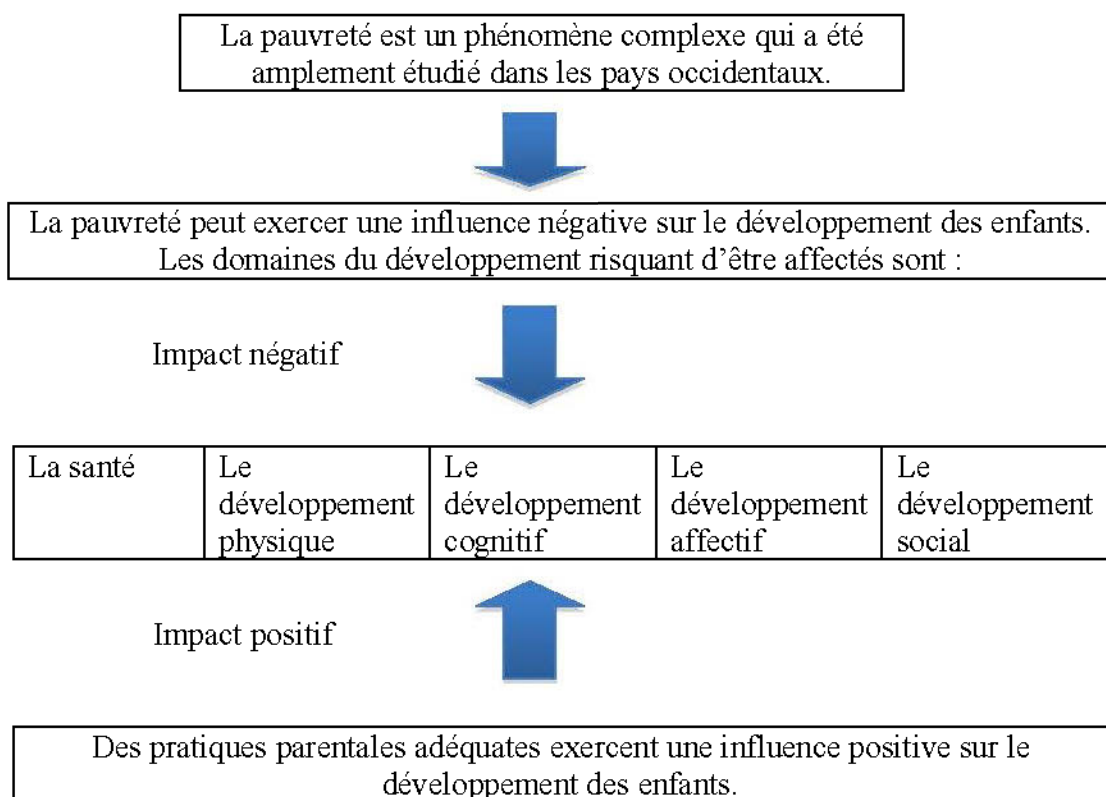 La pauvreté est un phénomène complexe qui a été
amplement étudié dans les pays occidentaux.
La pauvreté peut exercer une influence négative sur le développement des enfants.
Les domaines du développement risquant d’être affectés sont :
Impact négatif
La santé
Le
développement
physique
Le
développement
cognitif
Le
développement
affectif
Le
développement
social
Impact positif
Des pratiques parentales adéquates exercent une influence positive sur le
développement des enfants.